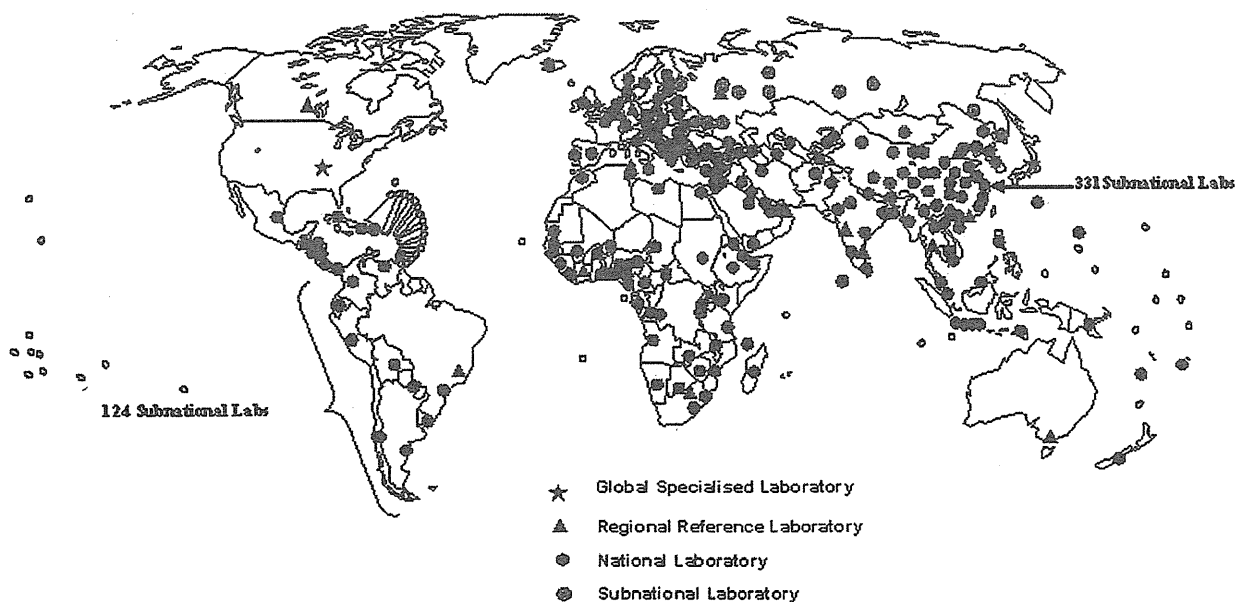 331 Subnational Labs
124 Subnational Labs
Global Specialised Laboratory
Regional Reference Laboratory
National Laboratory
Subnational Laboratory